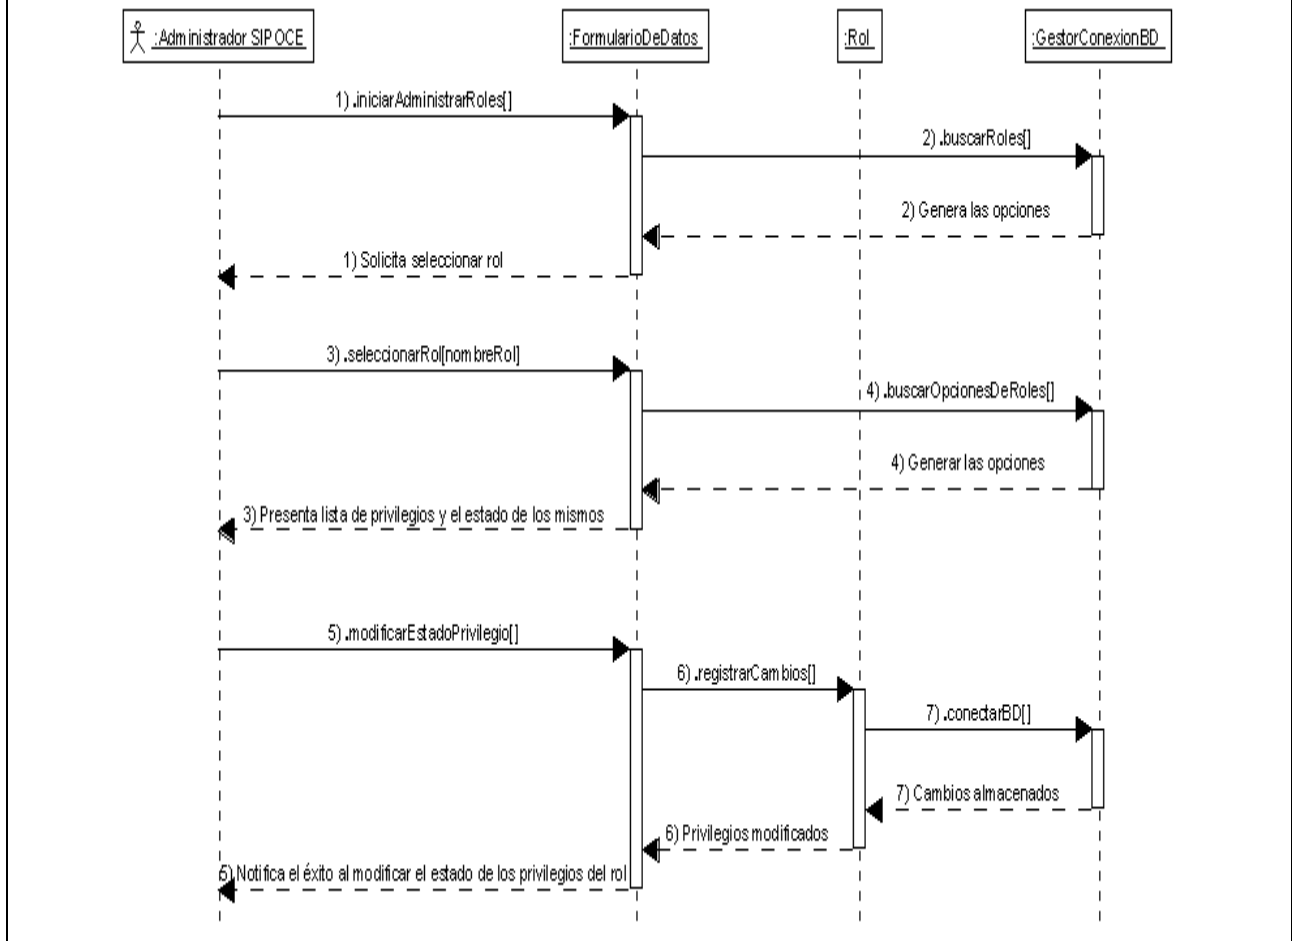 :Administrador SIPOCE
:FormularioDeDatos
:Rol
:GestorConexionBD
1) .iniciarAdministrarRoles[]
2) .buscarRoles[]
2) Genera las opciones
1) Solicita seleccionar rol
3) .seleccionarRol[nombreRol]
4) .buscarOpcionesDeRoles[]
4) Generar las opciones
3) Presenta lista de privilegios y el estado de los mismos
5) .modificarEstadoPrivilegio[]
6) .registrarCambios[]
7) .conectarBD[]
7) Cambios almacenados
6) Privilegios modificados
5) Notifica el éxito al modificar el estado de los privilegios del rol